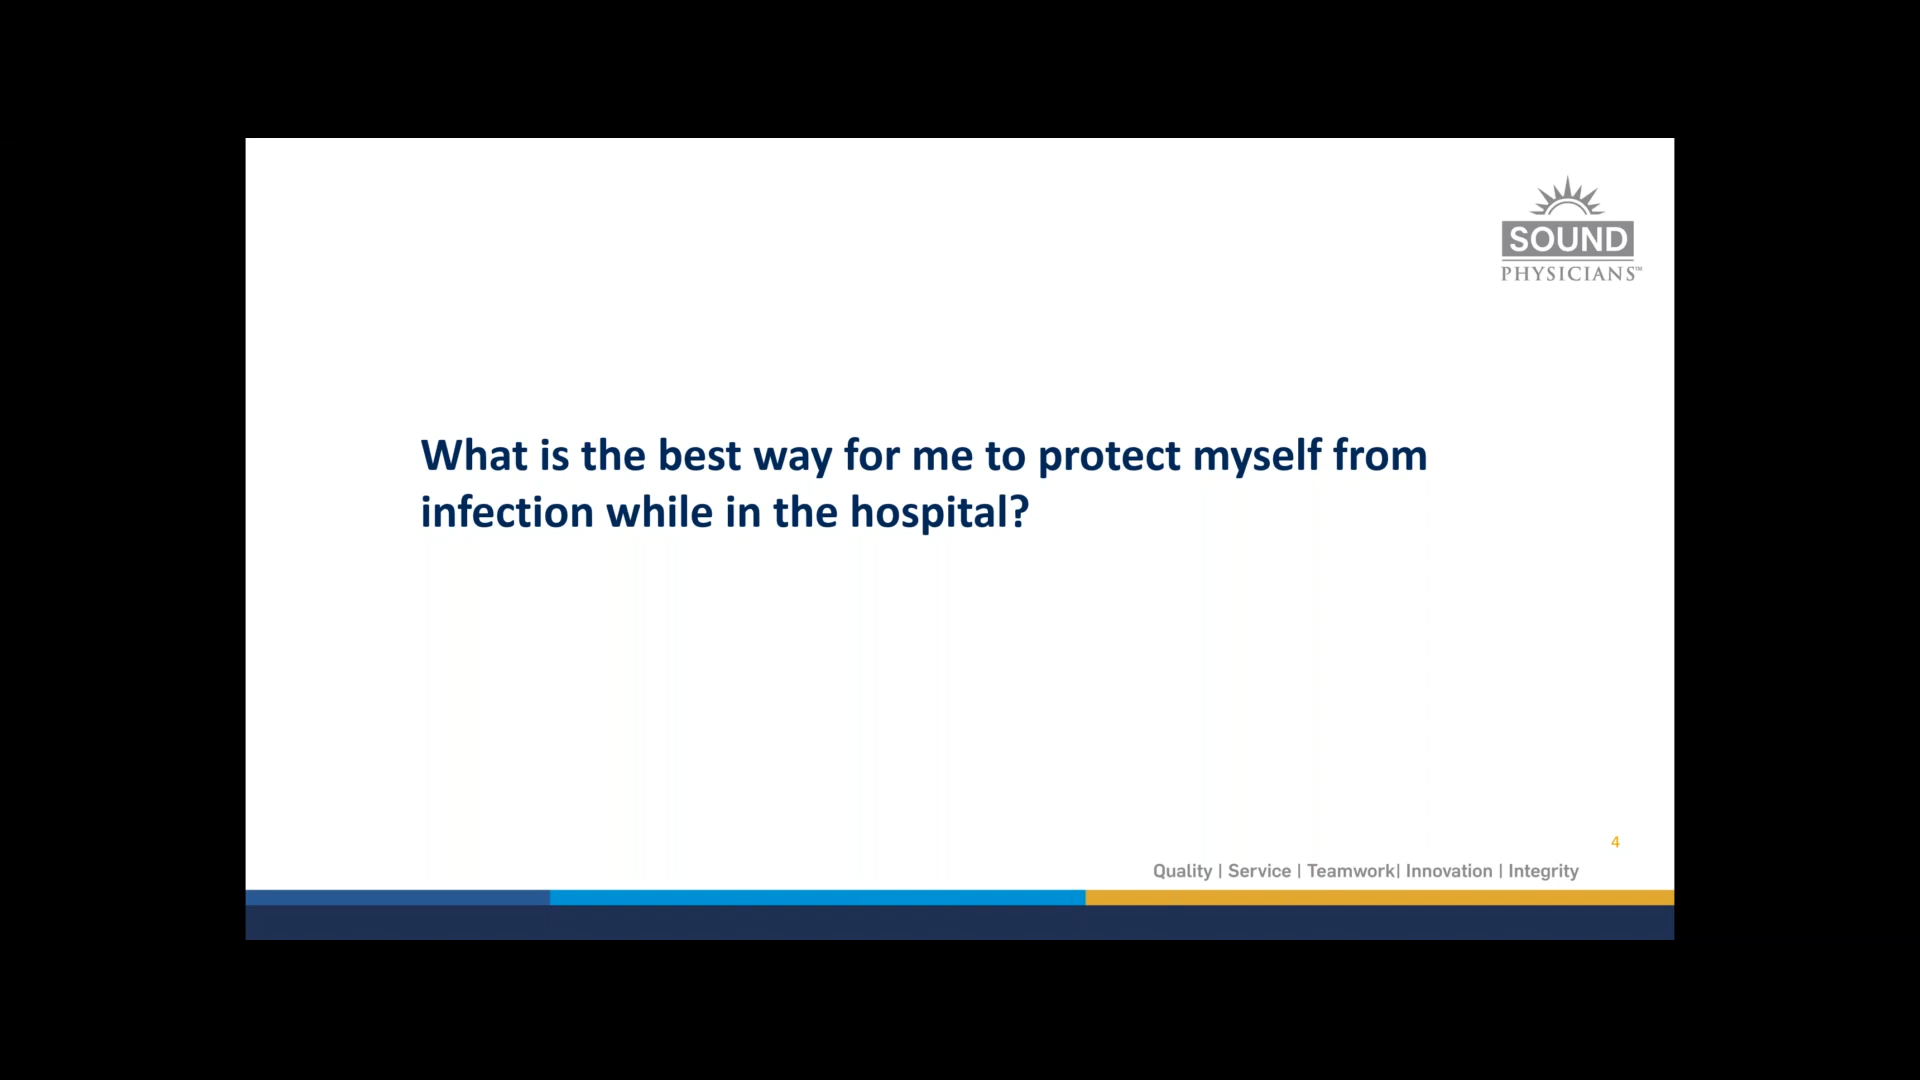 SOUND
PHYSICIANS™
What is the best way for me to protect myself from
infection while in the hospital?
4
Quality | Service | Teamwork| Innovation | Integrity